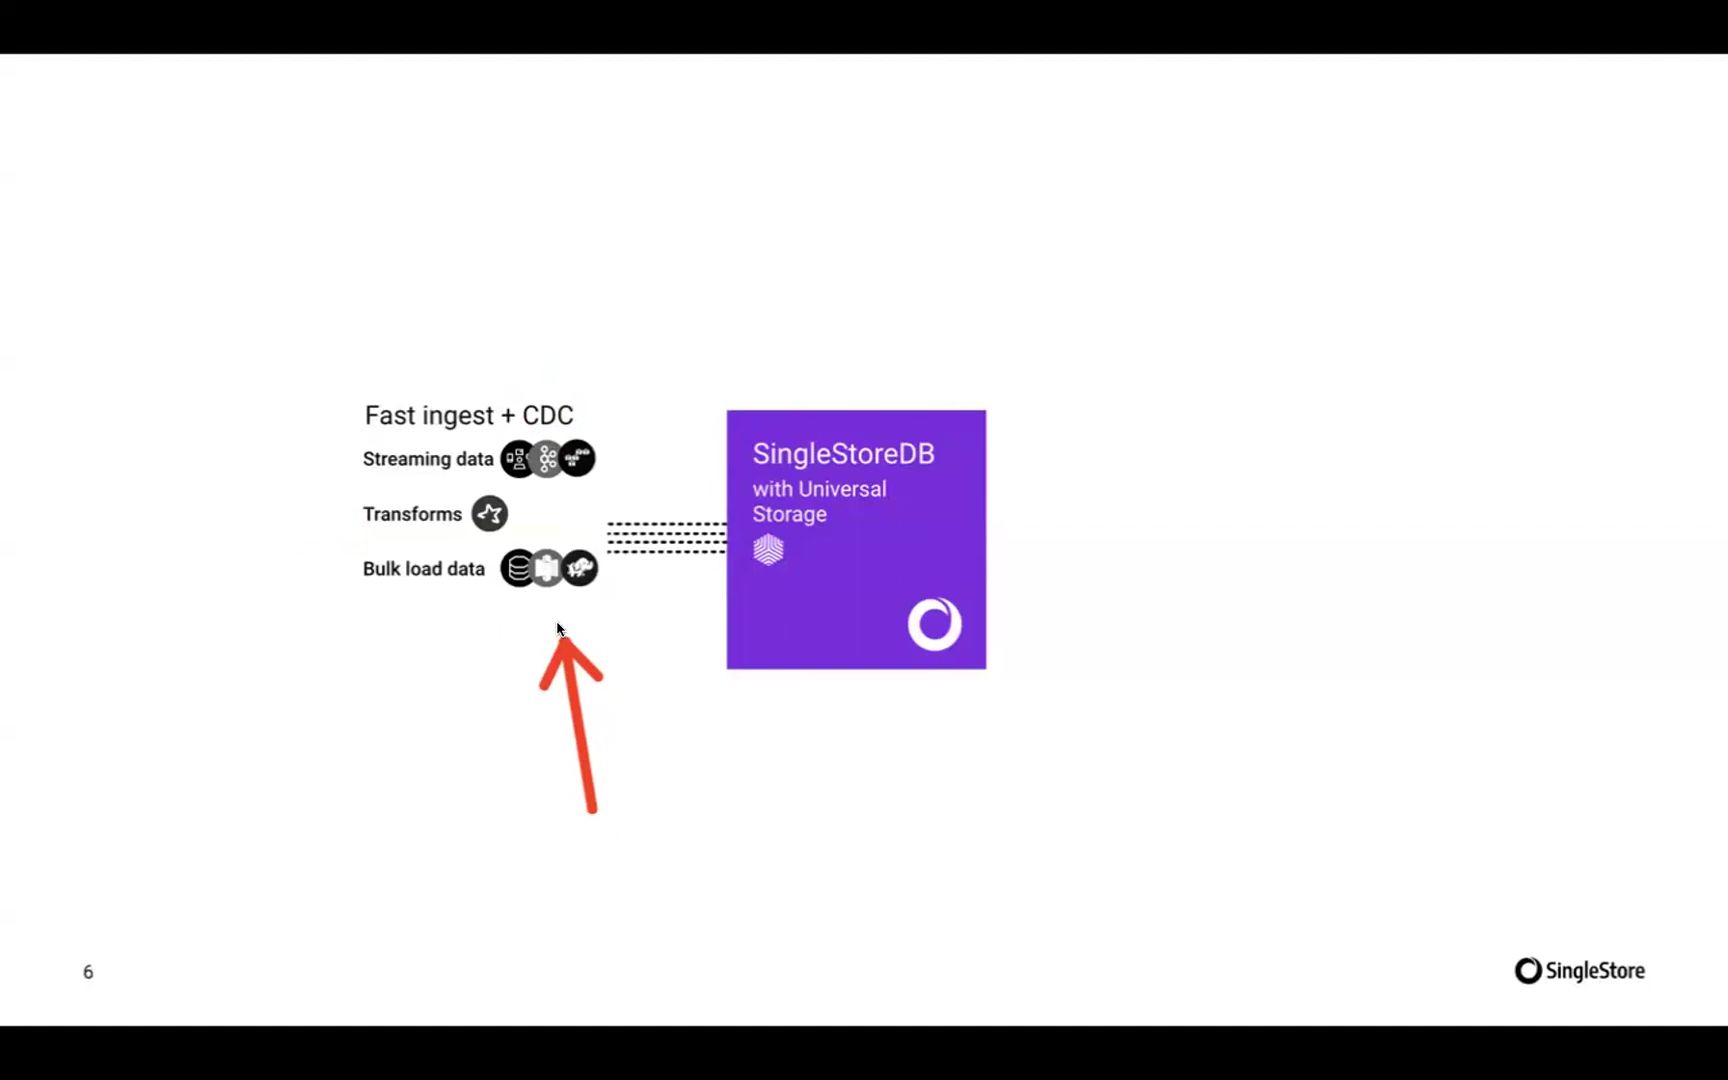 Fast ingest + CDC
Streaming data
Transforms
Bulk load data
SingleStoreDB
with Universal
Storage
6
SingleStore